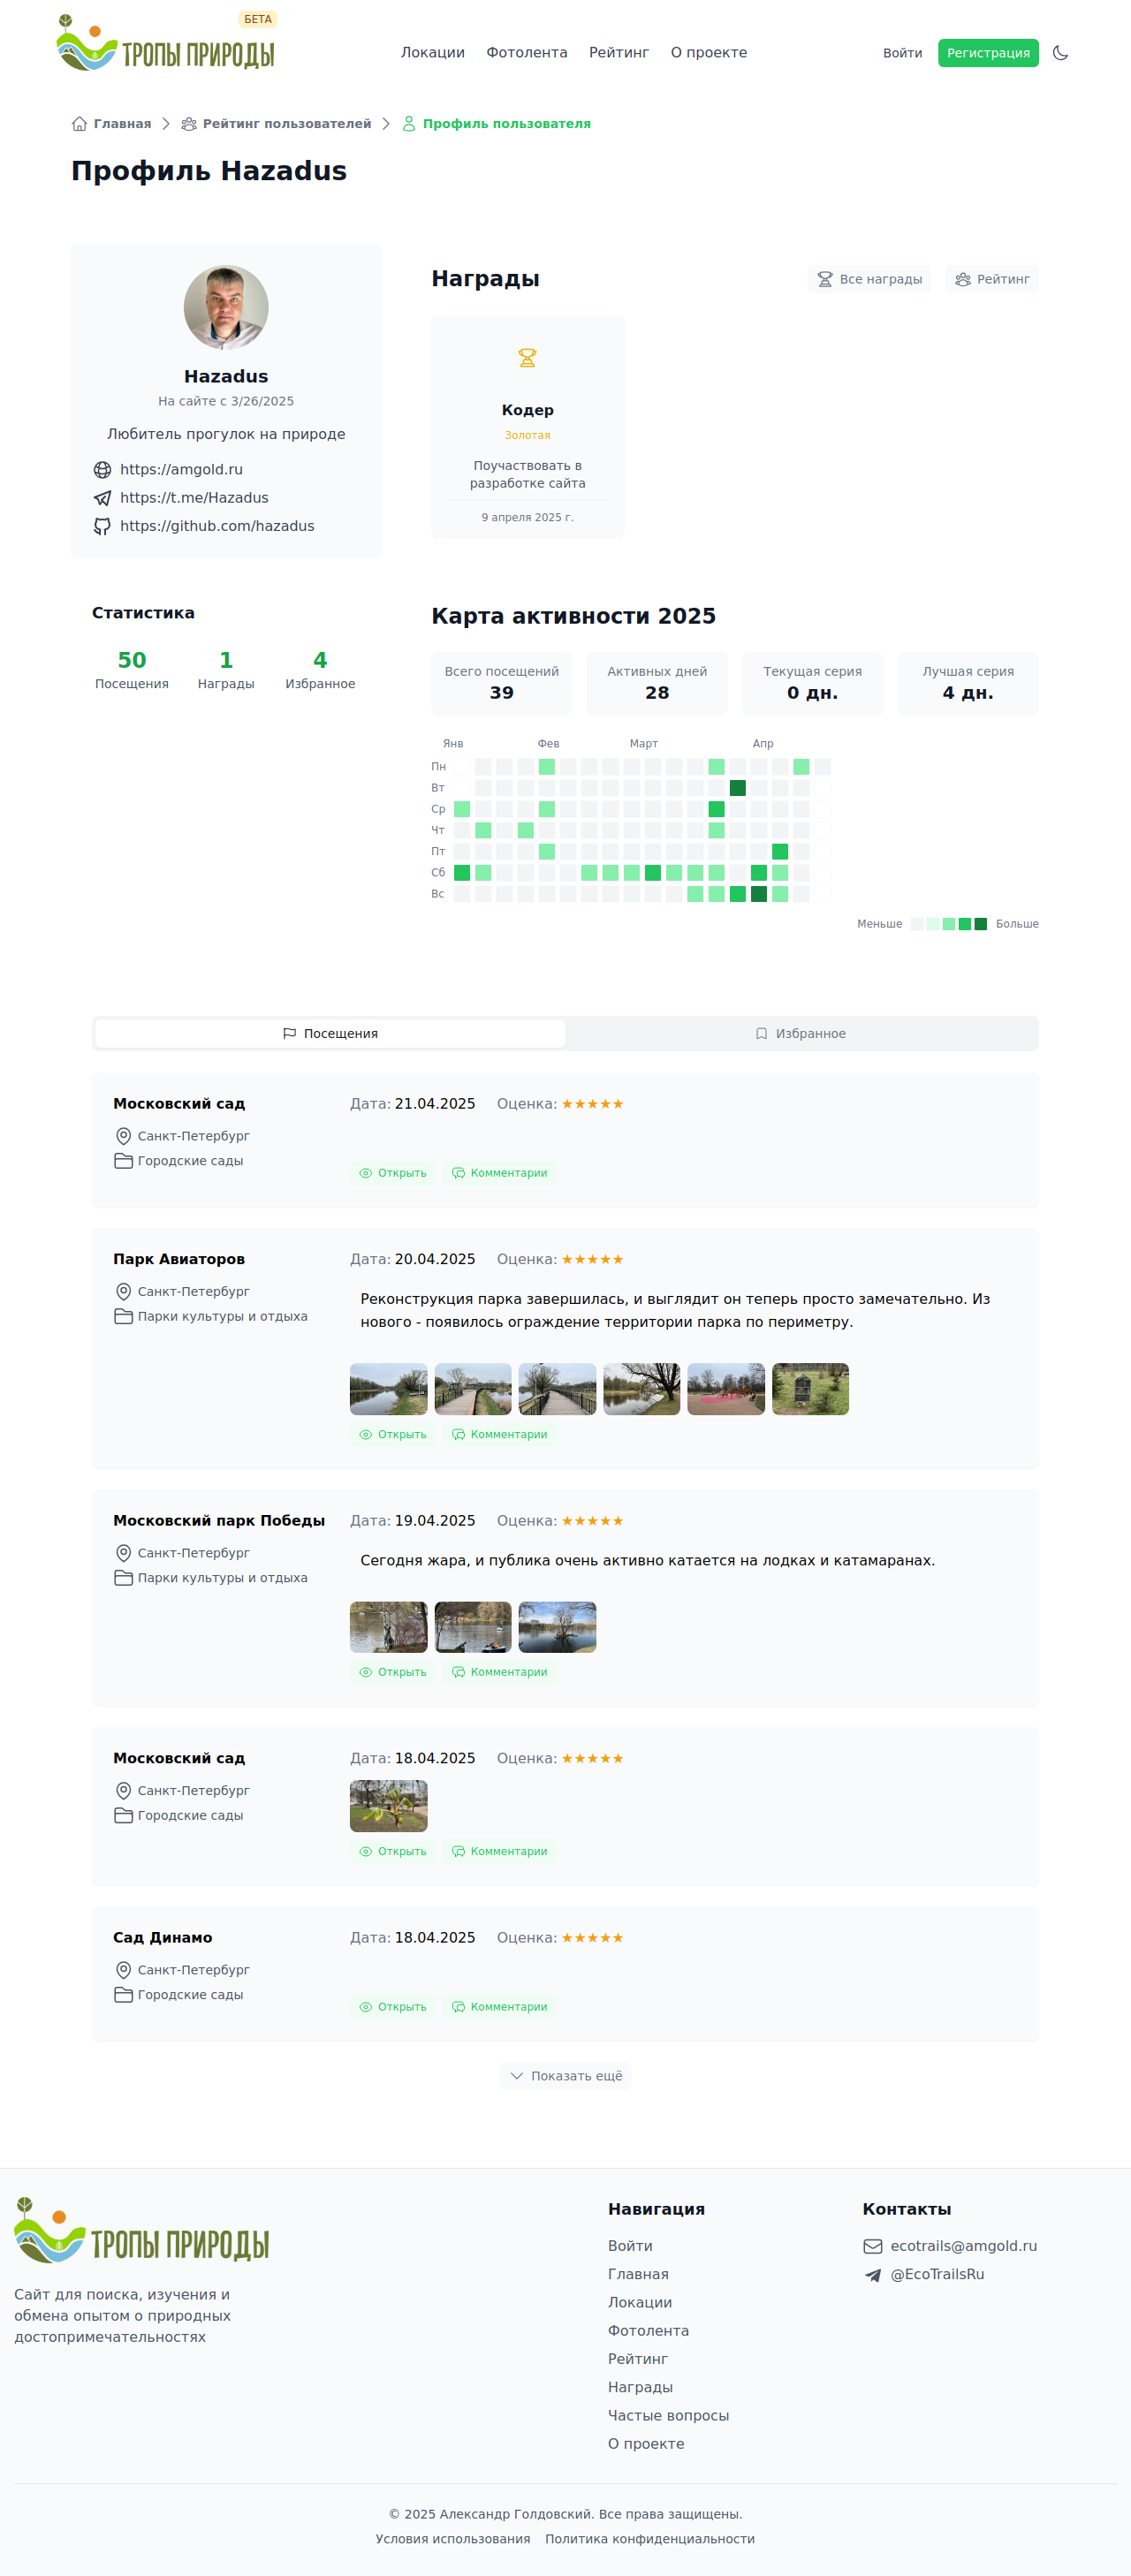 БЕТА
ТРОПЫ ПРИРОДЫ
Локации Фотолента Рейтинг О проекте
Войти Регистрация
Главная Рейтинг пользователей Профиль пользователя
Профиль Hazadus
Hazadus
На сайте с 3/26/2025
Любитель прогулок на природе
https://amgold.ru
https://t.me/Hazadus
https://github.com/hazadus
Награды
Все награды Рейтинг
Кодер
Золотая
Поучаствовать в
разработке сайта
9 апреля 2025 г.
Статистика
50 1 4
Посещения Награды Избранное
Карта активности 2025
Всего посещений Активных дней Текущая серия Лучшая серия
39 28 0 дн. 4 дн.
Янв Фев Март Апр
Пн
Вт
Ср
Чт
Пт
Сб
Вс
Меньше Больше
Посещения Избранное
Московский сад
Санкт-Петербург
Городские сады
Дата: 21.04.2025 Оценка: ★★★★★
Открыть Комментарии
Парк Авиаторов
Санкт-Петербург
Парки культуры и отдыха
Дата: 20.04.2025 Оценка: ★★★★★
Реконструкция парка завершилась, и выглядит он теперь просто замечательно. Из
нового - появилось ограждение территории парка по периметру.
Открыть Комментарии
Московский парк Победы
Санкт-Петербург
Парки культуры и отдыха
Дата: 19.04.2025 Оценка: ★★★★★
Сегодня жара, и публика очень активно катается на лодках и катамаранах.
Открыть Комментарии
Московский сад
Санкт-Петербург
Городские сады
Дата: 18.04.2025 Оценка: ★★★★★
Открыть Комментарии
Сад Динамо
Санкт-Петербург
Городские сады
Дата: 18.04.2025 Оценка: ★★★★★
Открыть Комментарии
Показать ещё
ТРОПЫ ПРИРОДЫ
Сайт для поиска, изучения и
обмена опытом о природных
достопримечательностях
Навигация
Войти
Главная
Локации
Фотолента
Рейтинг
Награды
Частые вопросы
О проекте
Контакты
ecotrails@amgold.ru
@EcoTrailsRu
© 2025 Александр Голдовский. Все права защищены.
Условия использования Политика конфиденциальности